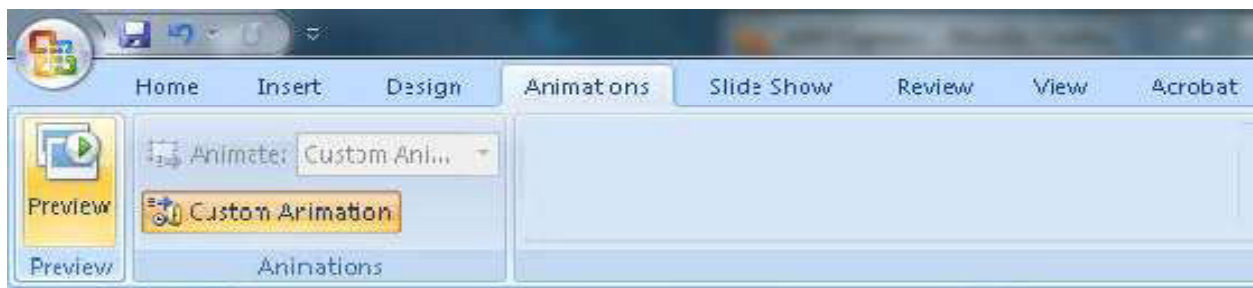 Home Insert Design Animations Slide Show Review View Acrobat
Animate: Custom Ani...
Preview Custom Animation
Preview Animations